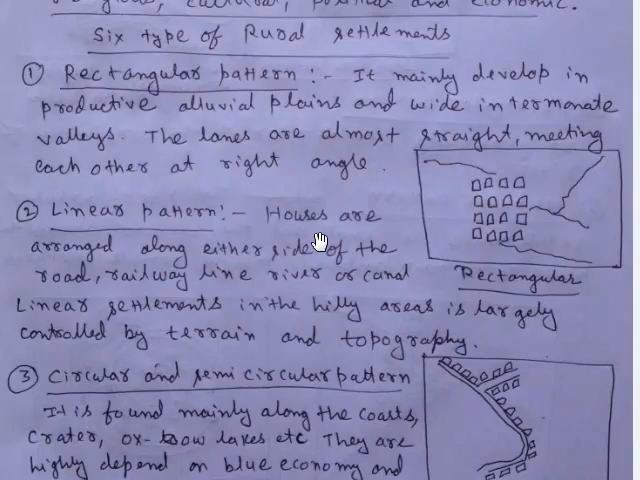 political and economic.
Six type of Rural settlements
① Rectangular pattern :- It mainly develop in
productive alluvial plains and wide intermonate
valleys. The lanes are almost straight, meeting
each other at right angle.
② Linear pattern :- Houses are
arranged along either side of the
road, railway line river or canal
Rectangular
Linear settlements in the hilly areas is largely
controlled by terrain and topography.
③ Circular and semi circular pattern
It is found mainly along the coasts,
Crater, ox-bow lakes etc They are
highly depend on blue economy and